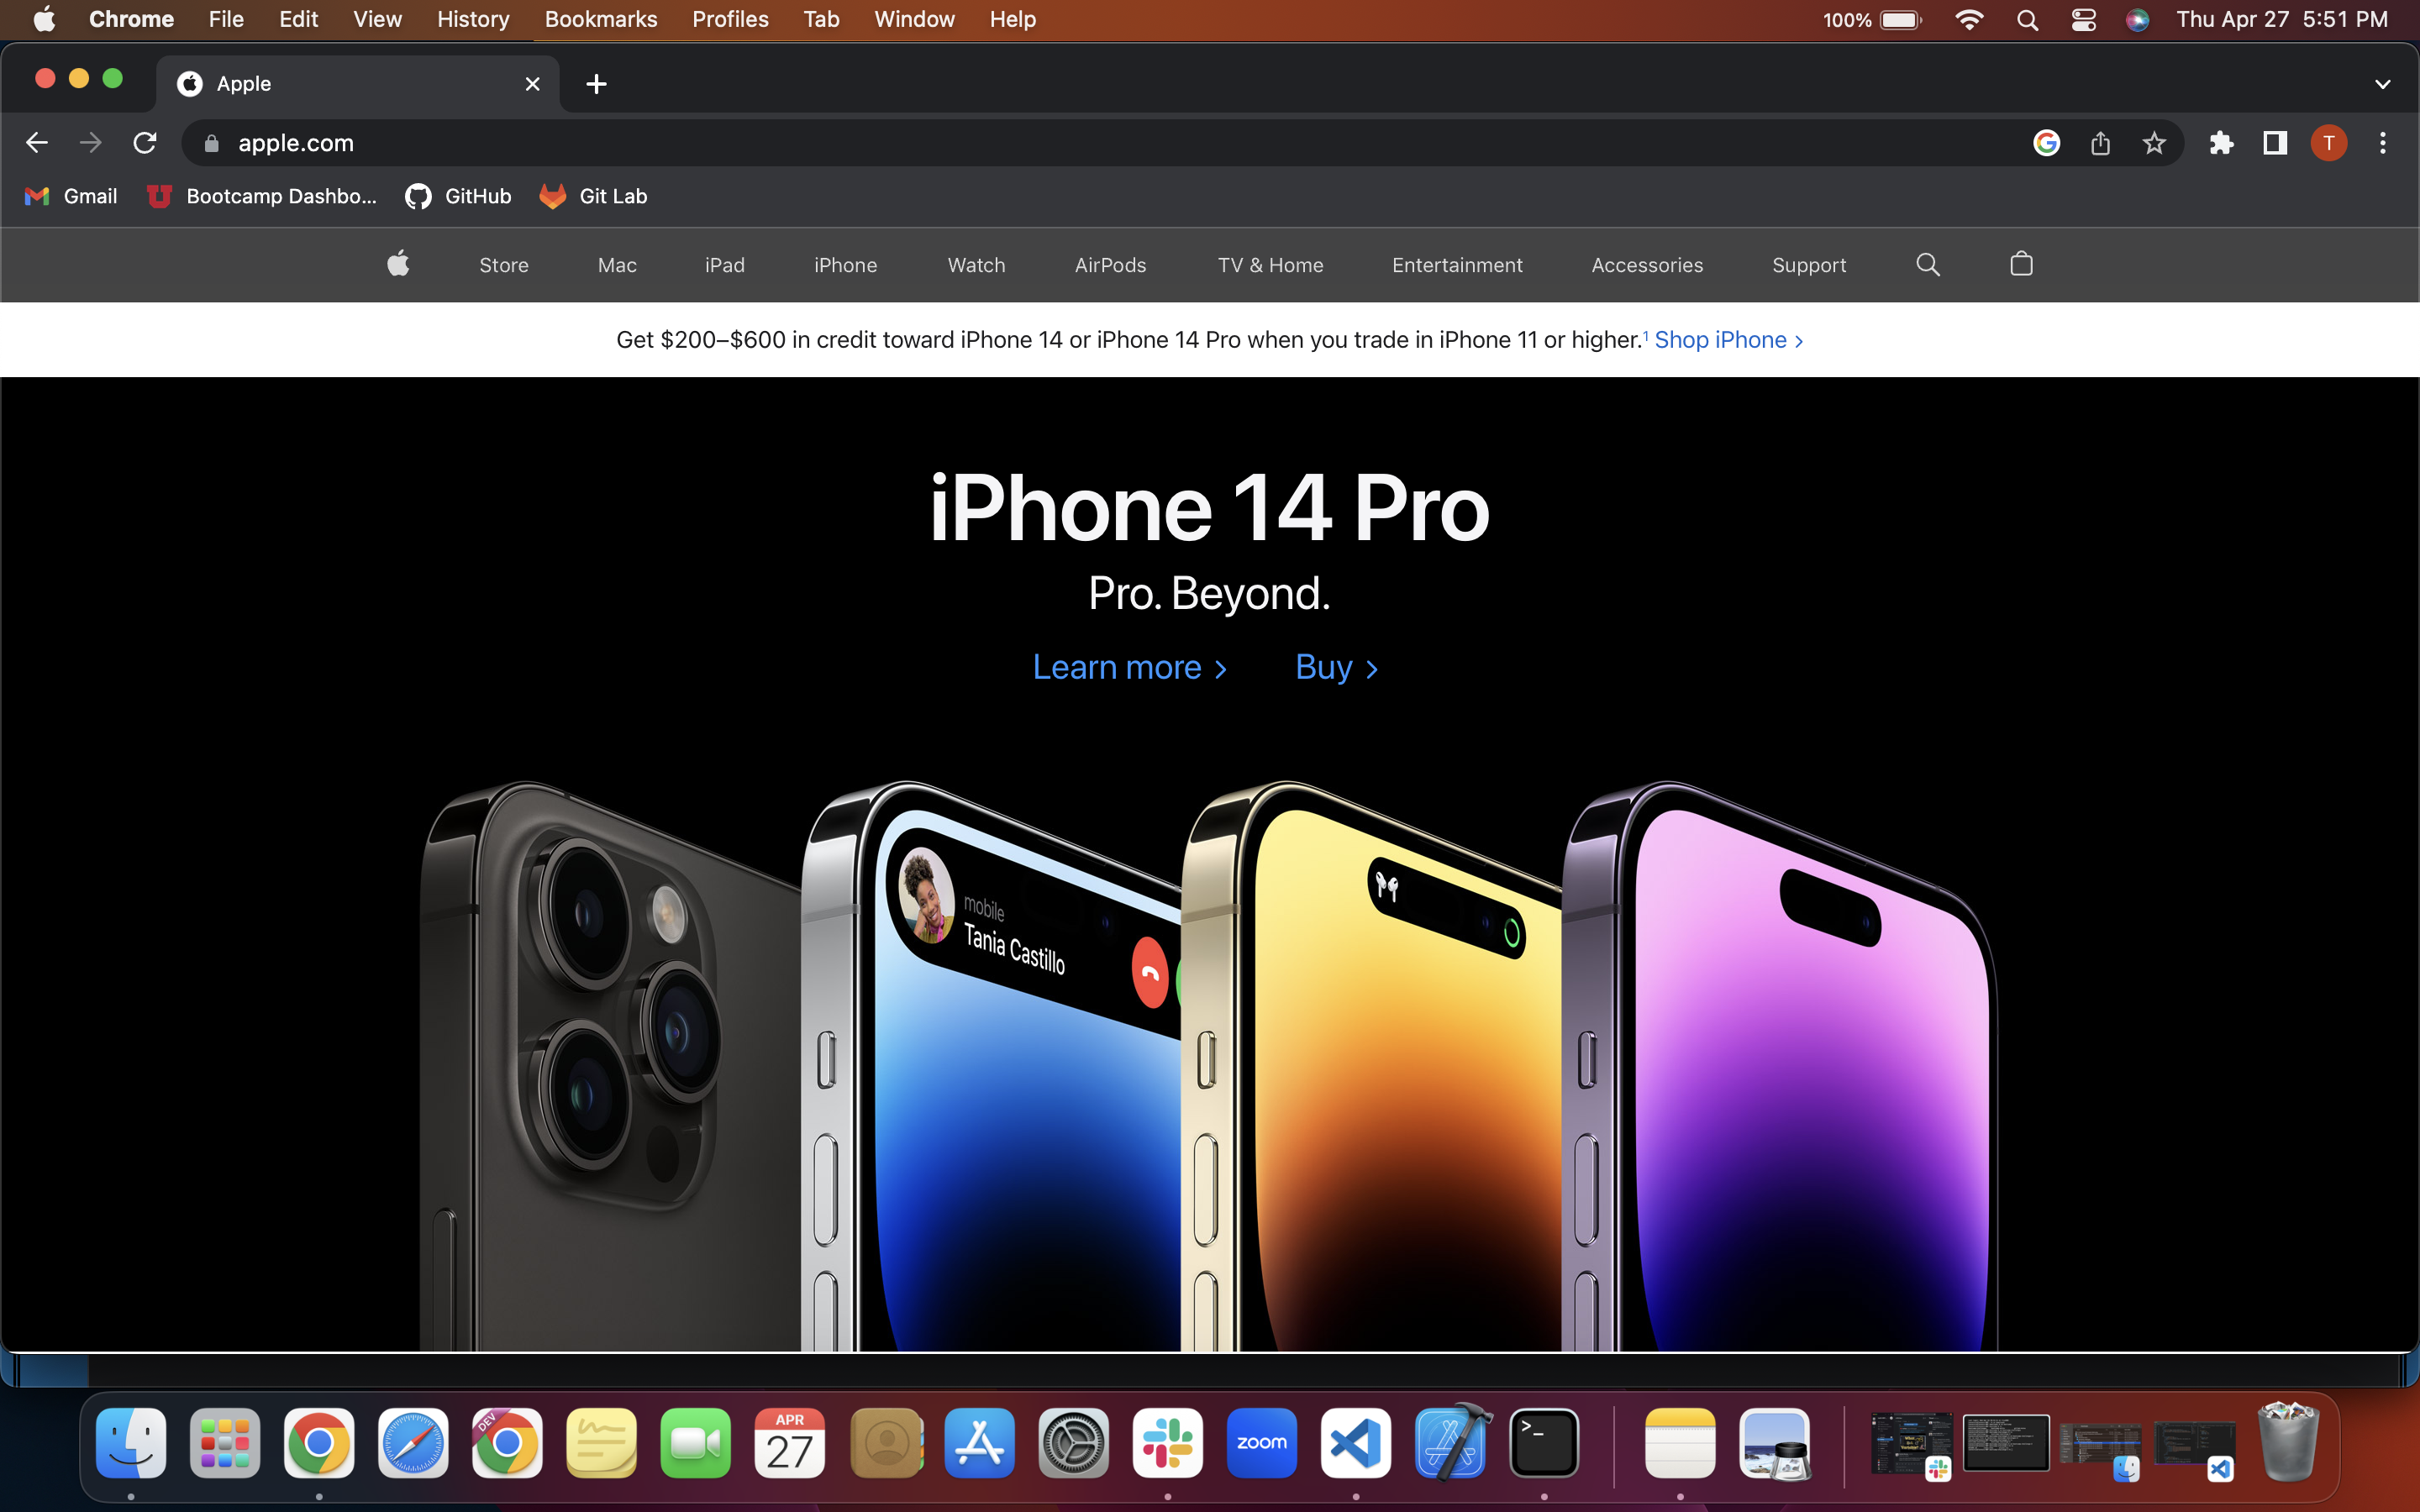 Chrome File Edit View History Bookmarks Profiles Tab Window Help 100% Thu Apr 27 5:51 PM
Apple
apple.com
T
Gmail Bootcamp Dashbo... GitHub Git Lab
Store Mac iPad iPhone Watch AirPods TV & Home Entertainment Accessories Support
Get $200–$600 in credit toward iPhone 14 or iPhone 14 Pro when you trade in iPhone 11 or higher.¹ Shop iPhone >
iPhone 14 Pro
Pro. Beyond.
Learn more > Buy >
mobile
Tania Castillo
DEV
APR
27
zoom
>_